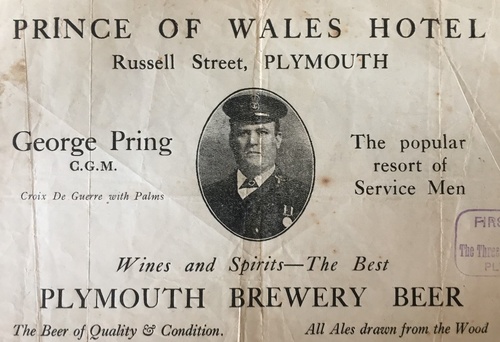 PRINCE OF WALES HOTEL
Russell Street, PLYMOUTH
George Pring
C.G.M.
Croix De Guerre with Palms
The popular
resort of
Service Men
The
PL
Wines and Spirits—The Best
PLYMOUTH BREWERY BEER
The Beer of Quality & Condition.
All Ales drawn from the Wood